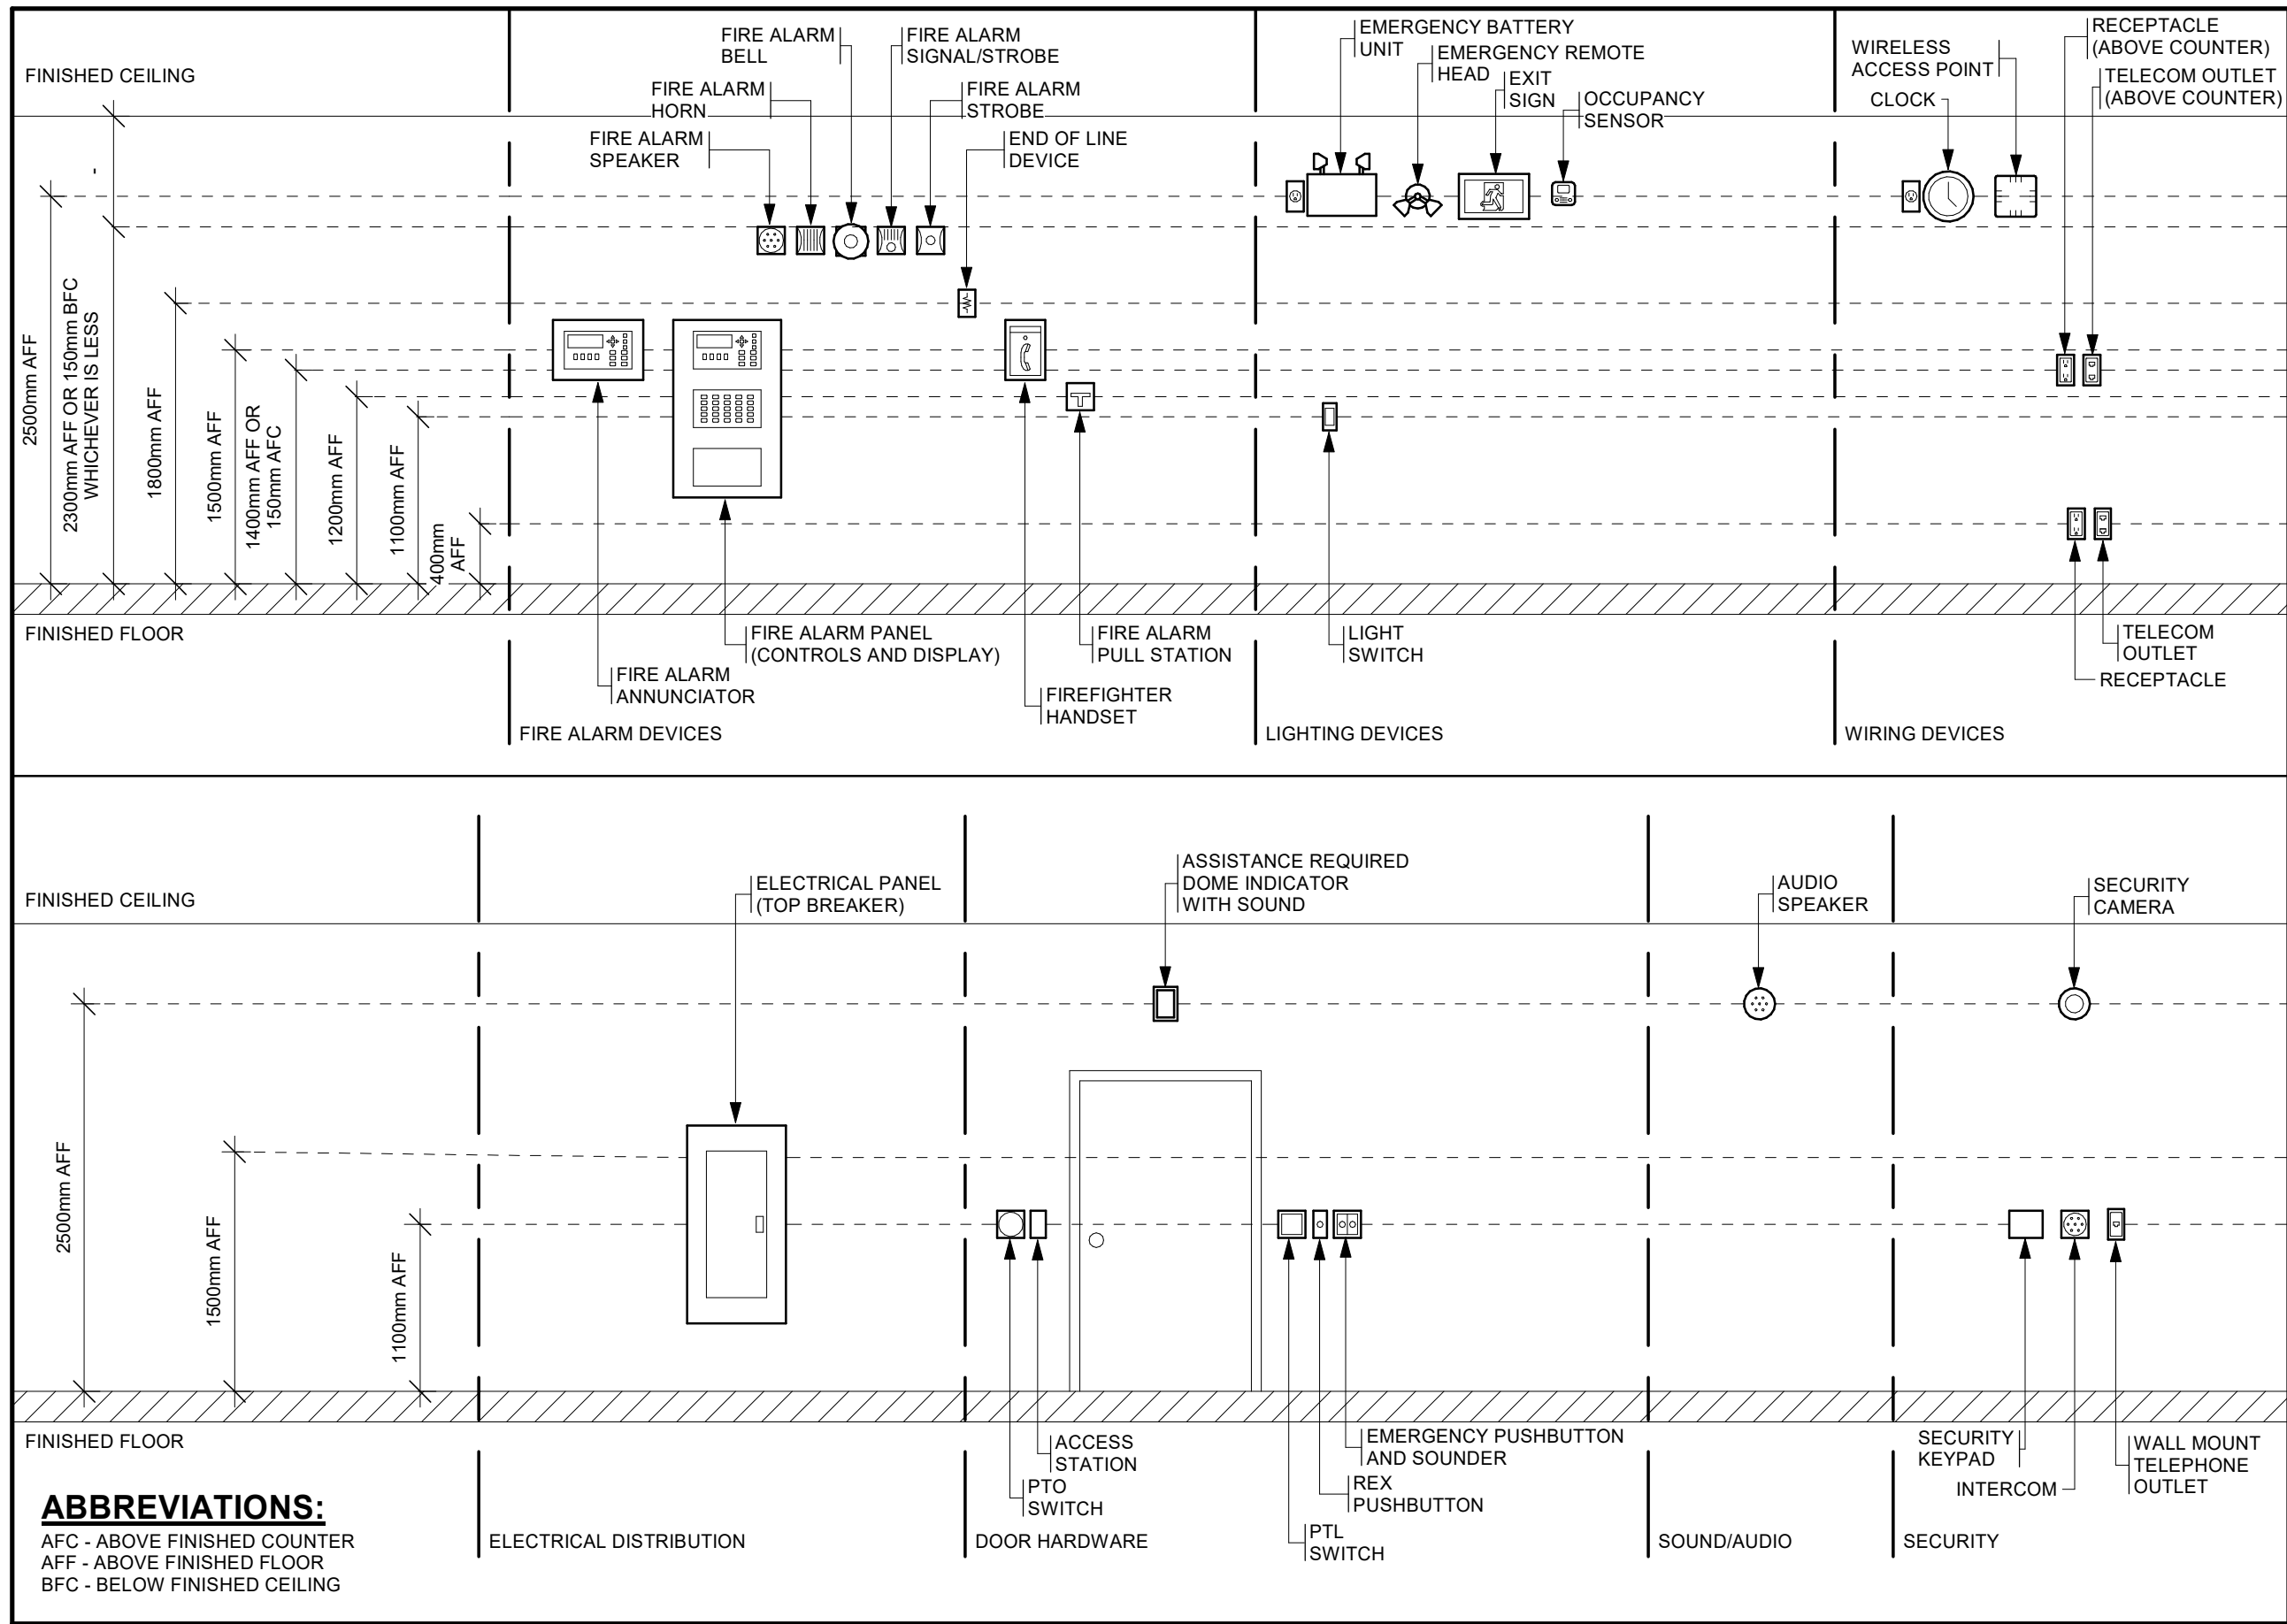 FINISHED CEILING
FIRE ALARM
BELL
FIRE ALARM
SIGNAL/STROBE
FIRE ALARM
HORN
FIRE ALARM
STROBE
FIRE ALARM
SPEAKER
END OF LINE
DEVICE
EMERGENCY BATTERY
UNIT
EMERGENCY REMOTE
HEAD
EXIT
SIGN
OCCUPANCY
SENSOR
WIRELESS
ACCESS POINT
CLOCK
RECEPTACLE
(ABOVE COUNTER)
TELECOM OUTLET
(ABOVE COUNTER)
2500mm AFF
2300mm AFF OR 150mm BFC
WHICHEVER IS LESS
1800mm AFF
1500mm AFF
1400mm AFF OR
150mm AFC
1200mm AFF
1100mm AFF
400mm
AFF
FINISHED FLOOR
FIRE ALARM PANEL
(CONTROLS AND DISPLAY)
FIRE ALARM
ANNUNCIATOR
FIRE ALARM
PULL STATION
FIREFIGHTER
HANDSET
LIGHT
SWITCH
TELECOM
OUTLET
RECEPTACLE
FIRE ALARM DEVICES
LIGHTING DEVICES
WIRING DEVICES
FINISHED CEILING
ELECTRICAL PANEL
(TOP BREAKER)
ASSISTANCE REQUIRED
DOME INDICATOR
WITH SOUND
AUDIO
SPEAKER
SECURITY
CAMERA
2500mm AFF
1500mm AFF
1100mm AFF
FINISHED FLOOR
ACCESS
STATION
PTO
SWITCH
EMERGENCY PUSHBUTTON
AND SOUNDER
REX
PUSHBUTTON
PTL
SWITCH
SECURITY
KEYPAD
INTERCOM
WALL MOUNT
TELEPHONE
OUTLET
ELECTRICAL DISTRIBUTION
DOOR HARDWARE
SOUND/AUDIO
SECURITY
ABBREVIATIONS:
AFC - ABOVE FINISHED COUNTER
AFF - ABOVE FINISHED FLOOR
BFC - BELOW FINISHED CEILING